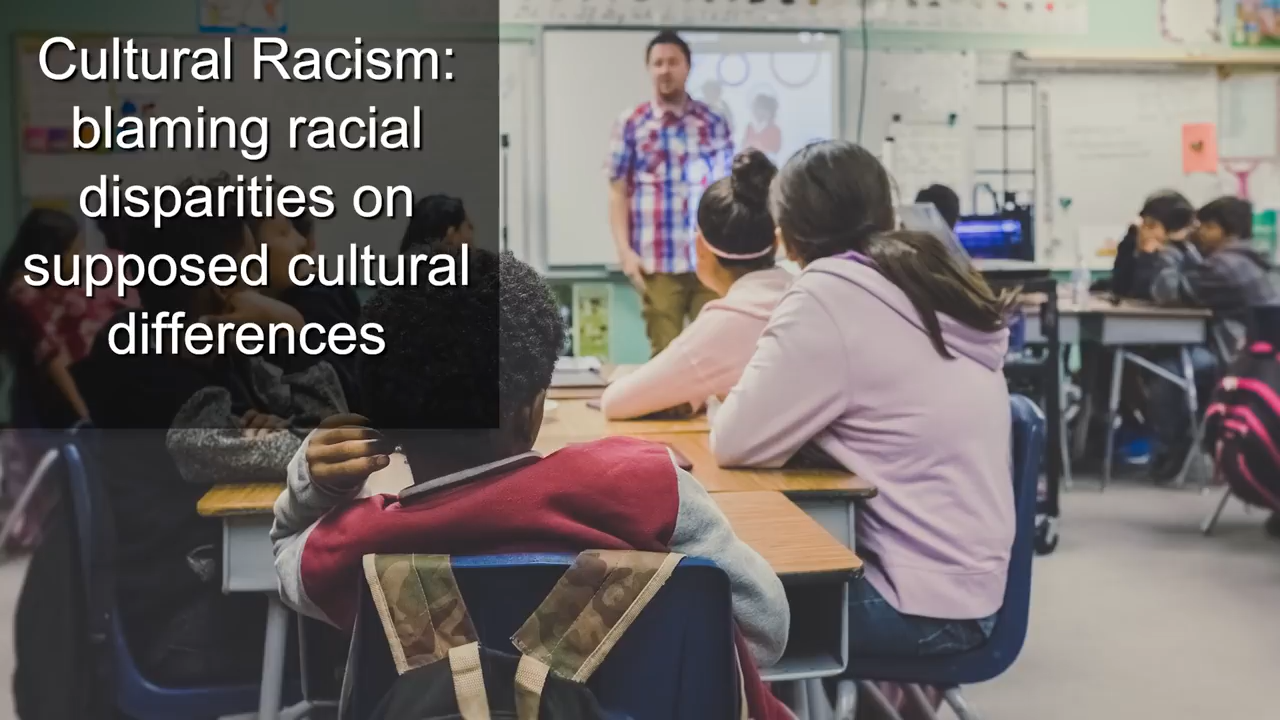 Cultural Racism:
blaming racial
disparities on
supposed cultural
differences